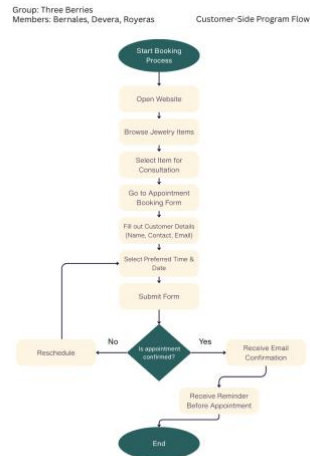 Group: Three Berries
Members: Bernales, Devera, Royeras
Customer-Side Program Flow
Start Booking
Process
Open Website
Browse Jewelry Items
Select Item for
Consultation
Go to Appointment
Booking Form
Fill out Customer Details
(Name, Contact, Email)
Select Preferred Time &
Date
Submit Form
Is appointment
confirmed?
No
Yes
Reschedule
Receive Email
Confirmation
Receive Reminder
Before Appointment
End